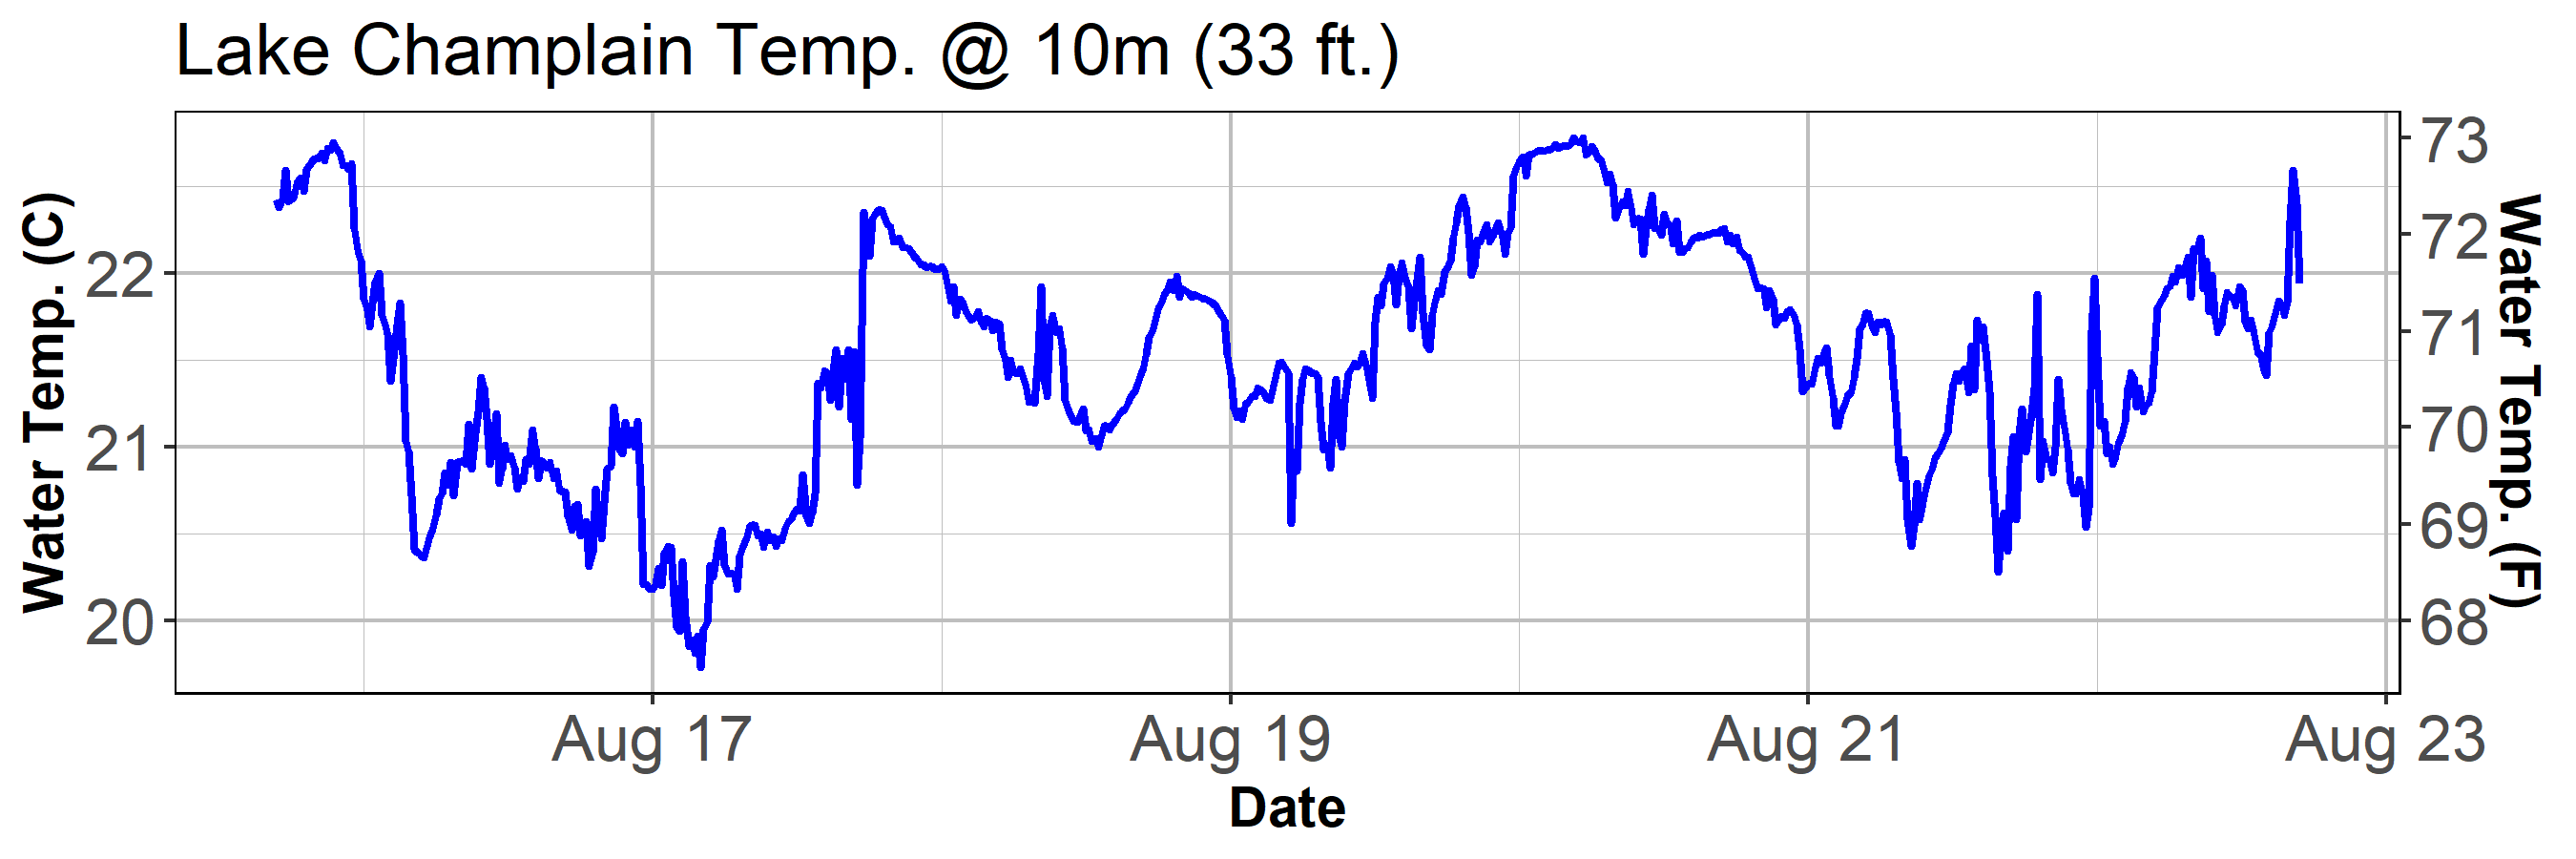 Lake Champlain Temp. @ 10m (33 ft.)
Water Temp. (C)
22
21
20
73
72
71
70
69
68
Water Temp. (F)
Aug 17
Aug 19
Aug 21
Aug 23
Date